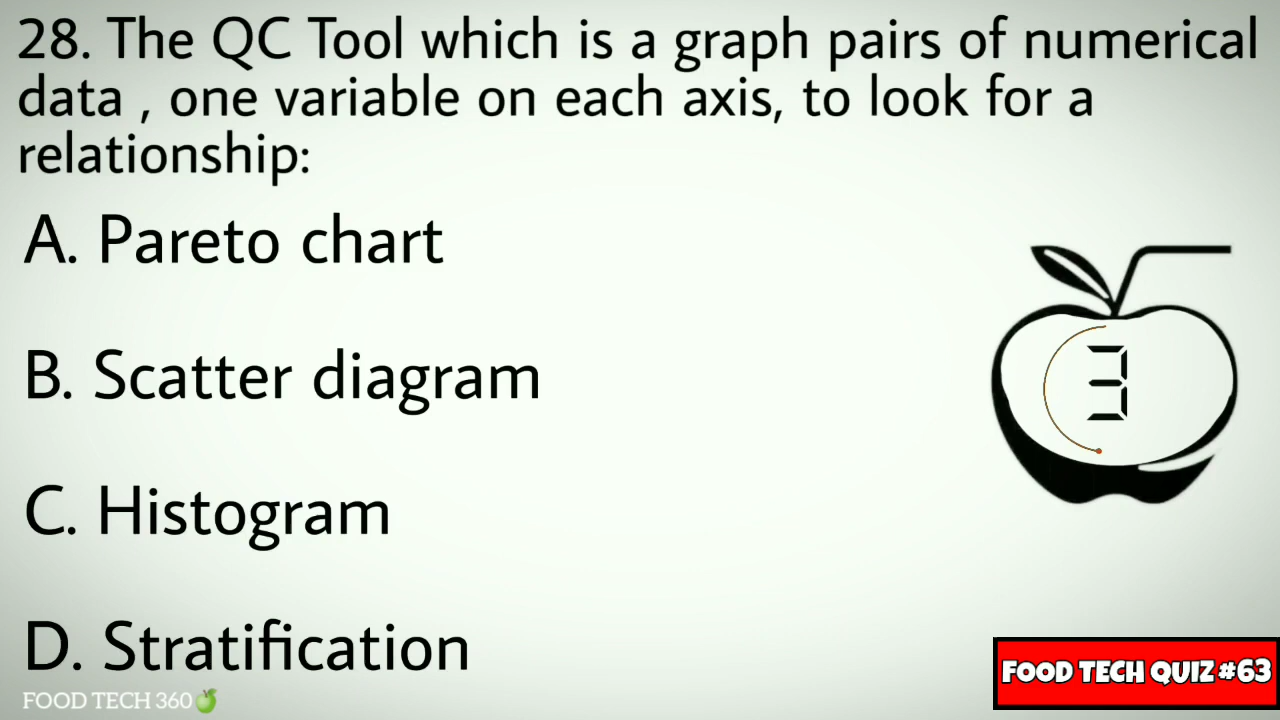 28. The QC Tool which is a graph pairs of numerical
data , one variable on each axis, to look for a
relationship:
A. Pareto chart
B. Scatter diagram
3
C. Histogram
D. Stratification
FOOD TECH QUIZ #63
FOOD TECH 360